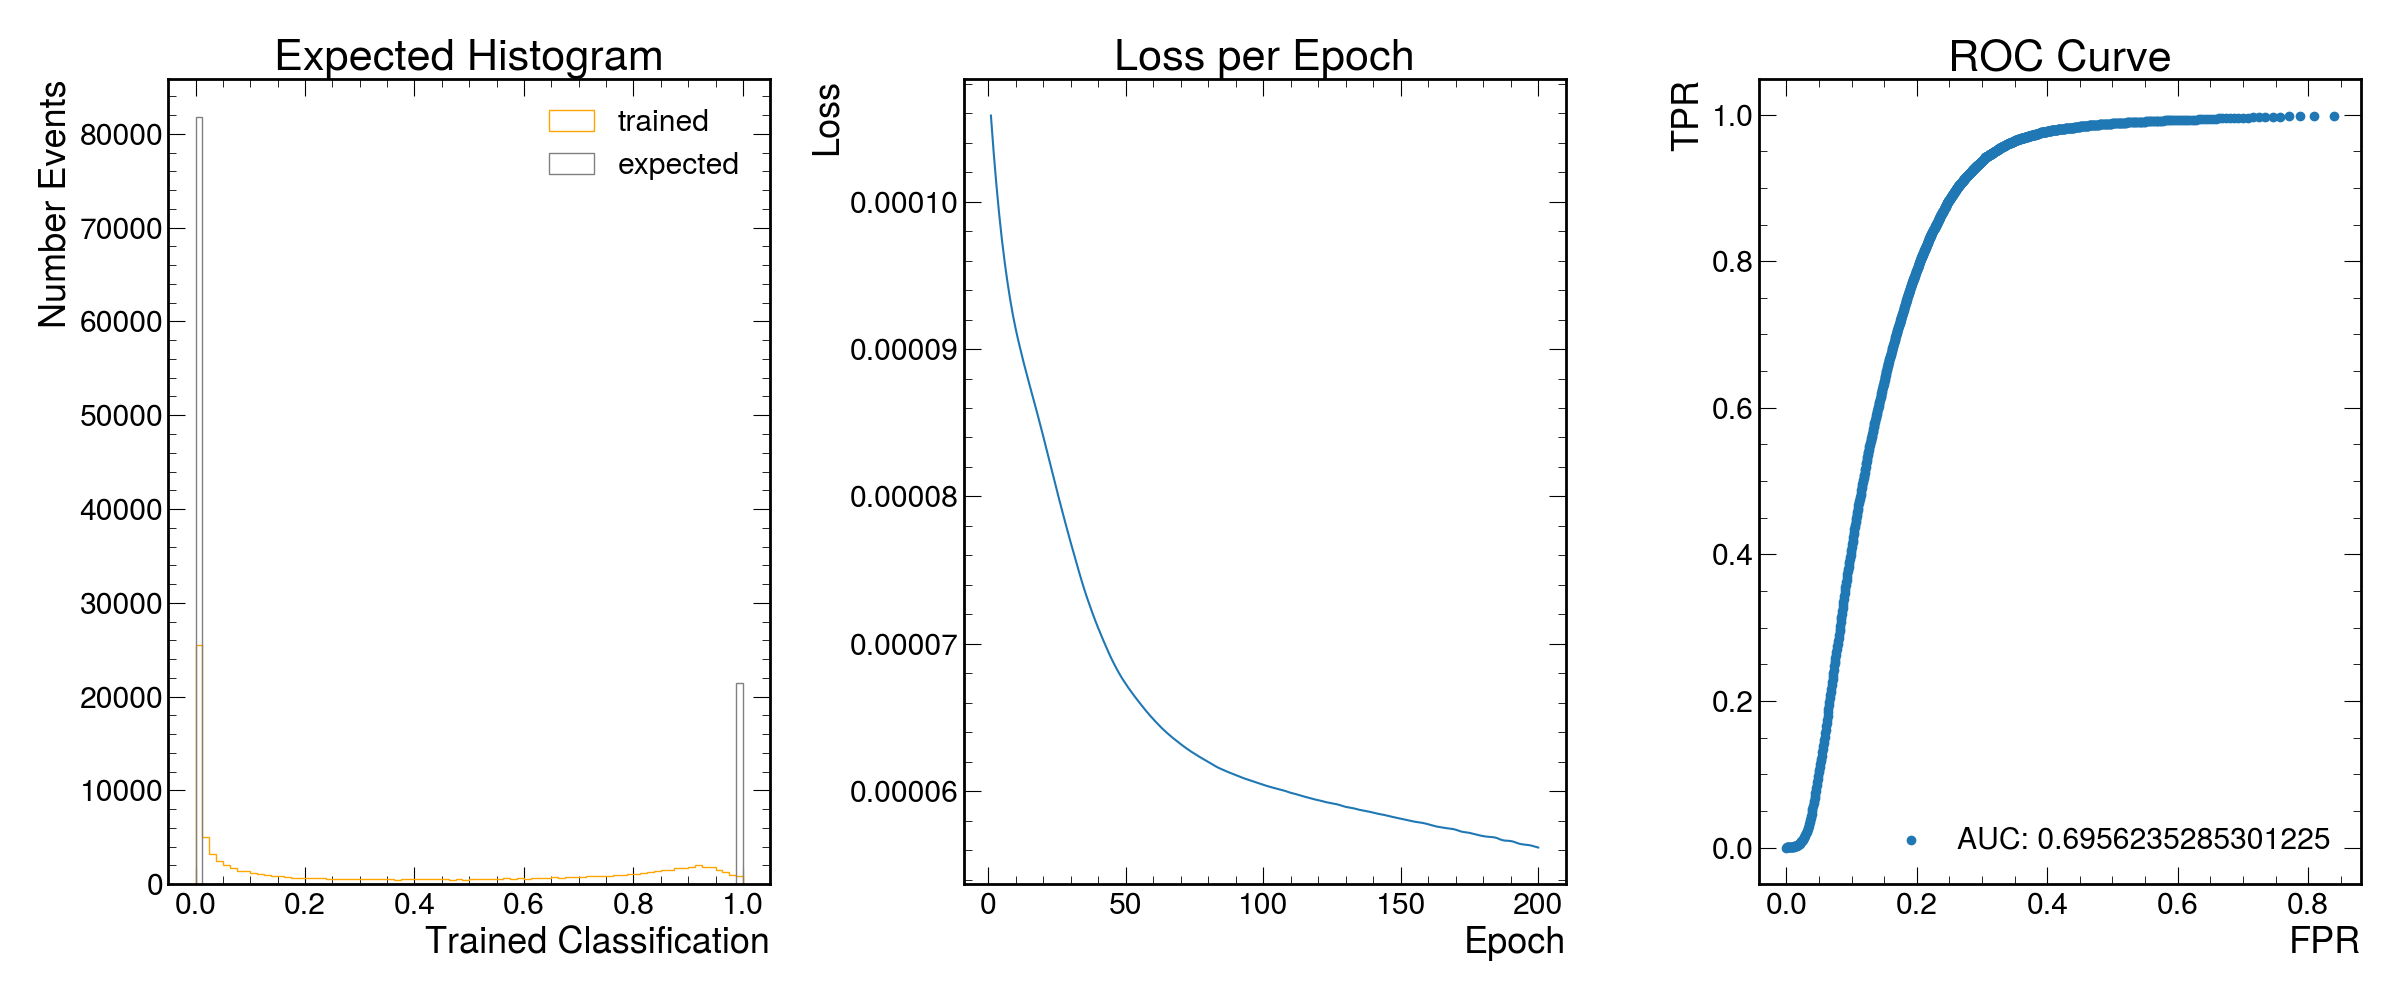 Expected Histogram
Number Events
80000
70000
60000
50000
40000
30000
20000
10000
0
trained
expected
0.0 0.2 0.4 0.6 0.8 1.0
Trained Classification
Loss per Epoch
Loss
0.00010
0.00009
0.00008
0.00007
0.00006
0 50 100 150 200
Epoch
ROC Curve
TPR
1.0
0.8
0.6
0.4
0.2
0.0
AUC: 0.6956235285301225
0.0 0.2 0.4 0.6 0.8
FPR